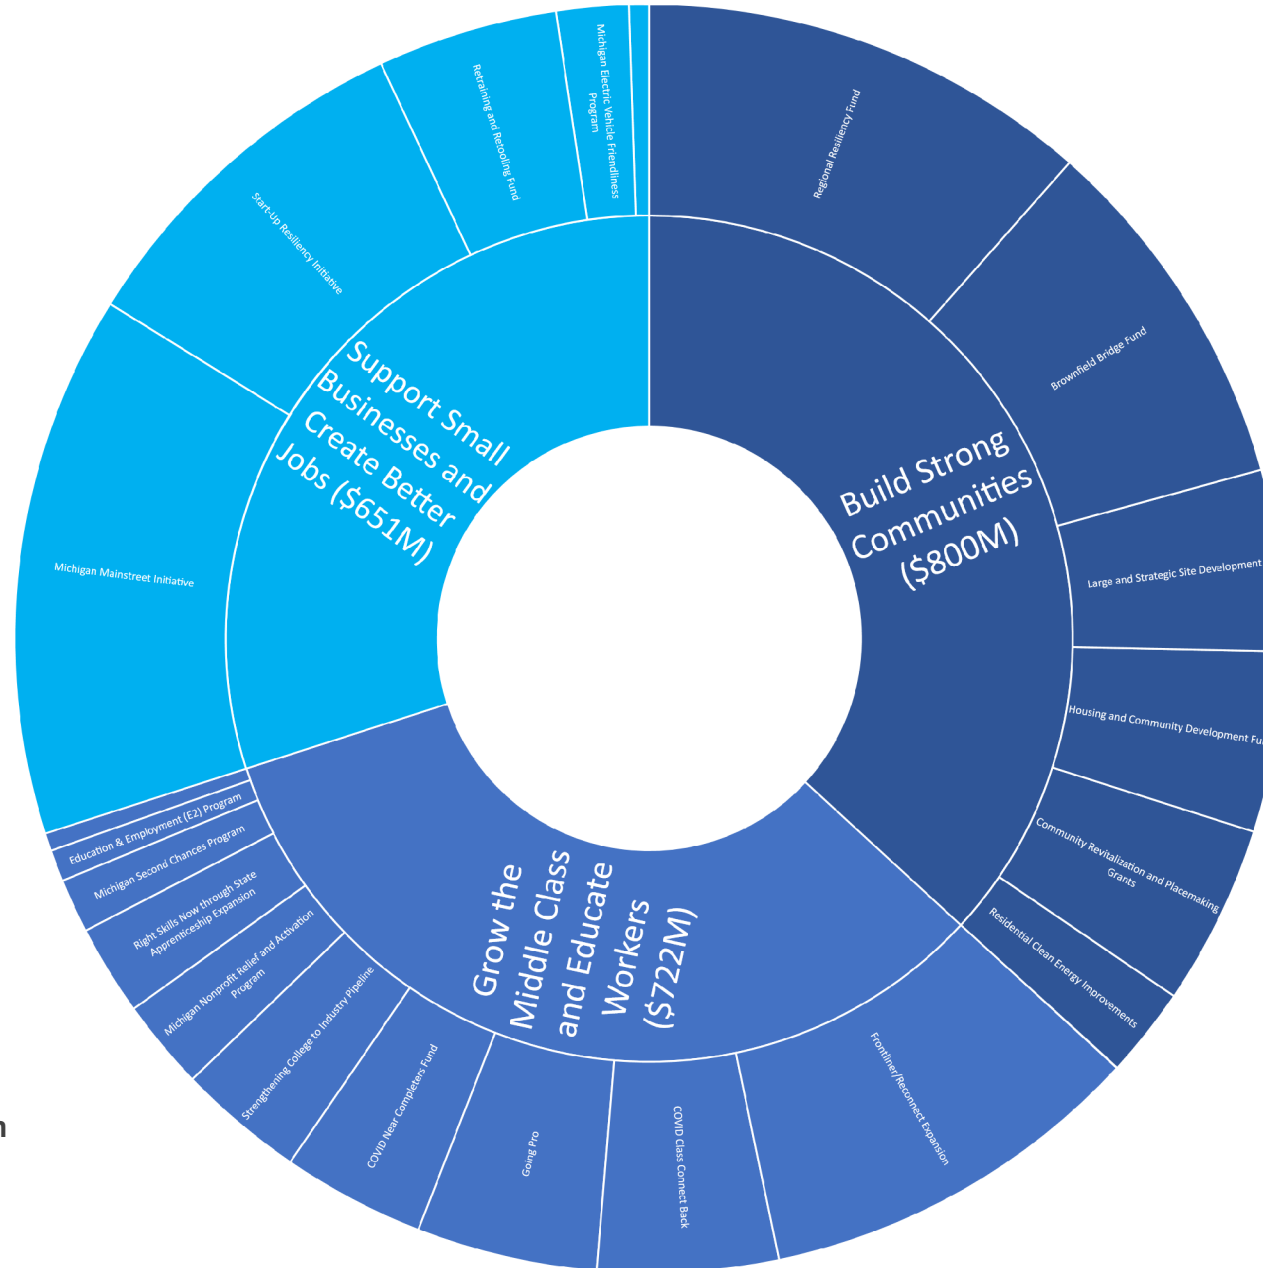 Regional Resiliency Fund
Brownfield Bridge Fund
Large and Strategic Site Development
Housing and Community Development Fu
Community Revitalization and Placemaking
Grants
Residential Clean Energy Improvements
Build Strong
Communities
($800M)
Frontliner/Reconnect Expansion
COVID Class Connect Back
Going Pro
COVID Near Completers Fund
Strengthening College to Industry Pipeline
Michigan Nonprofit Relief and Activation
Program
Right Skills Now through State
Apprenticeship Expansion
Michigan Second Chances Program
Education & Employment (E2) Program
Grow the
Middle Class
and Educate
Workers
($722M)
Michigan Mainstreet Initiative
Start-Up Resiliency Initiative
Retraining and Retooling Fund
Michigan Electric Vehicle Friendliness
Program
Support Small
Businesses and
Create Better
Jobs ($651M)